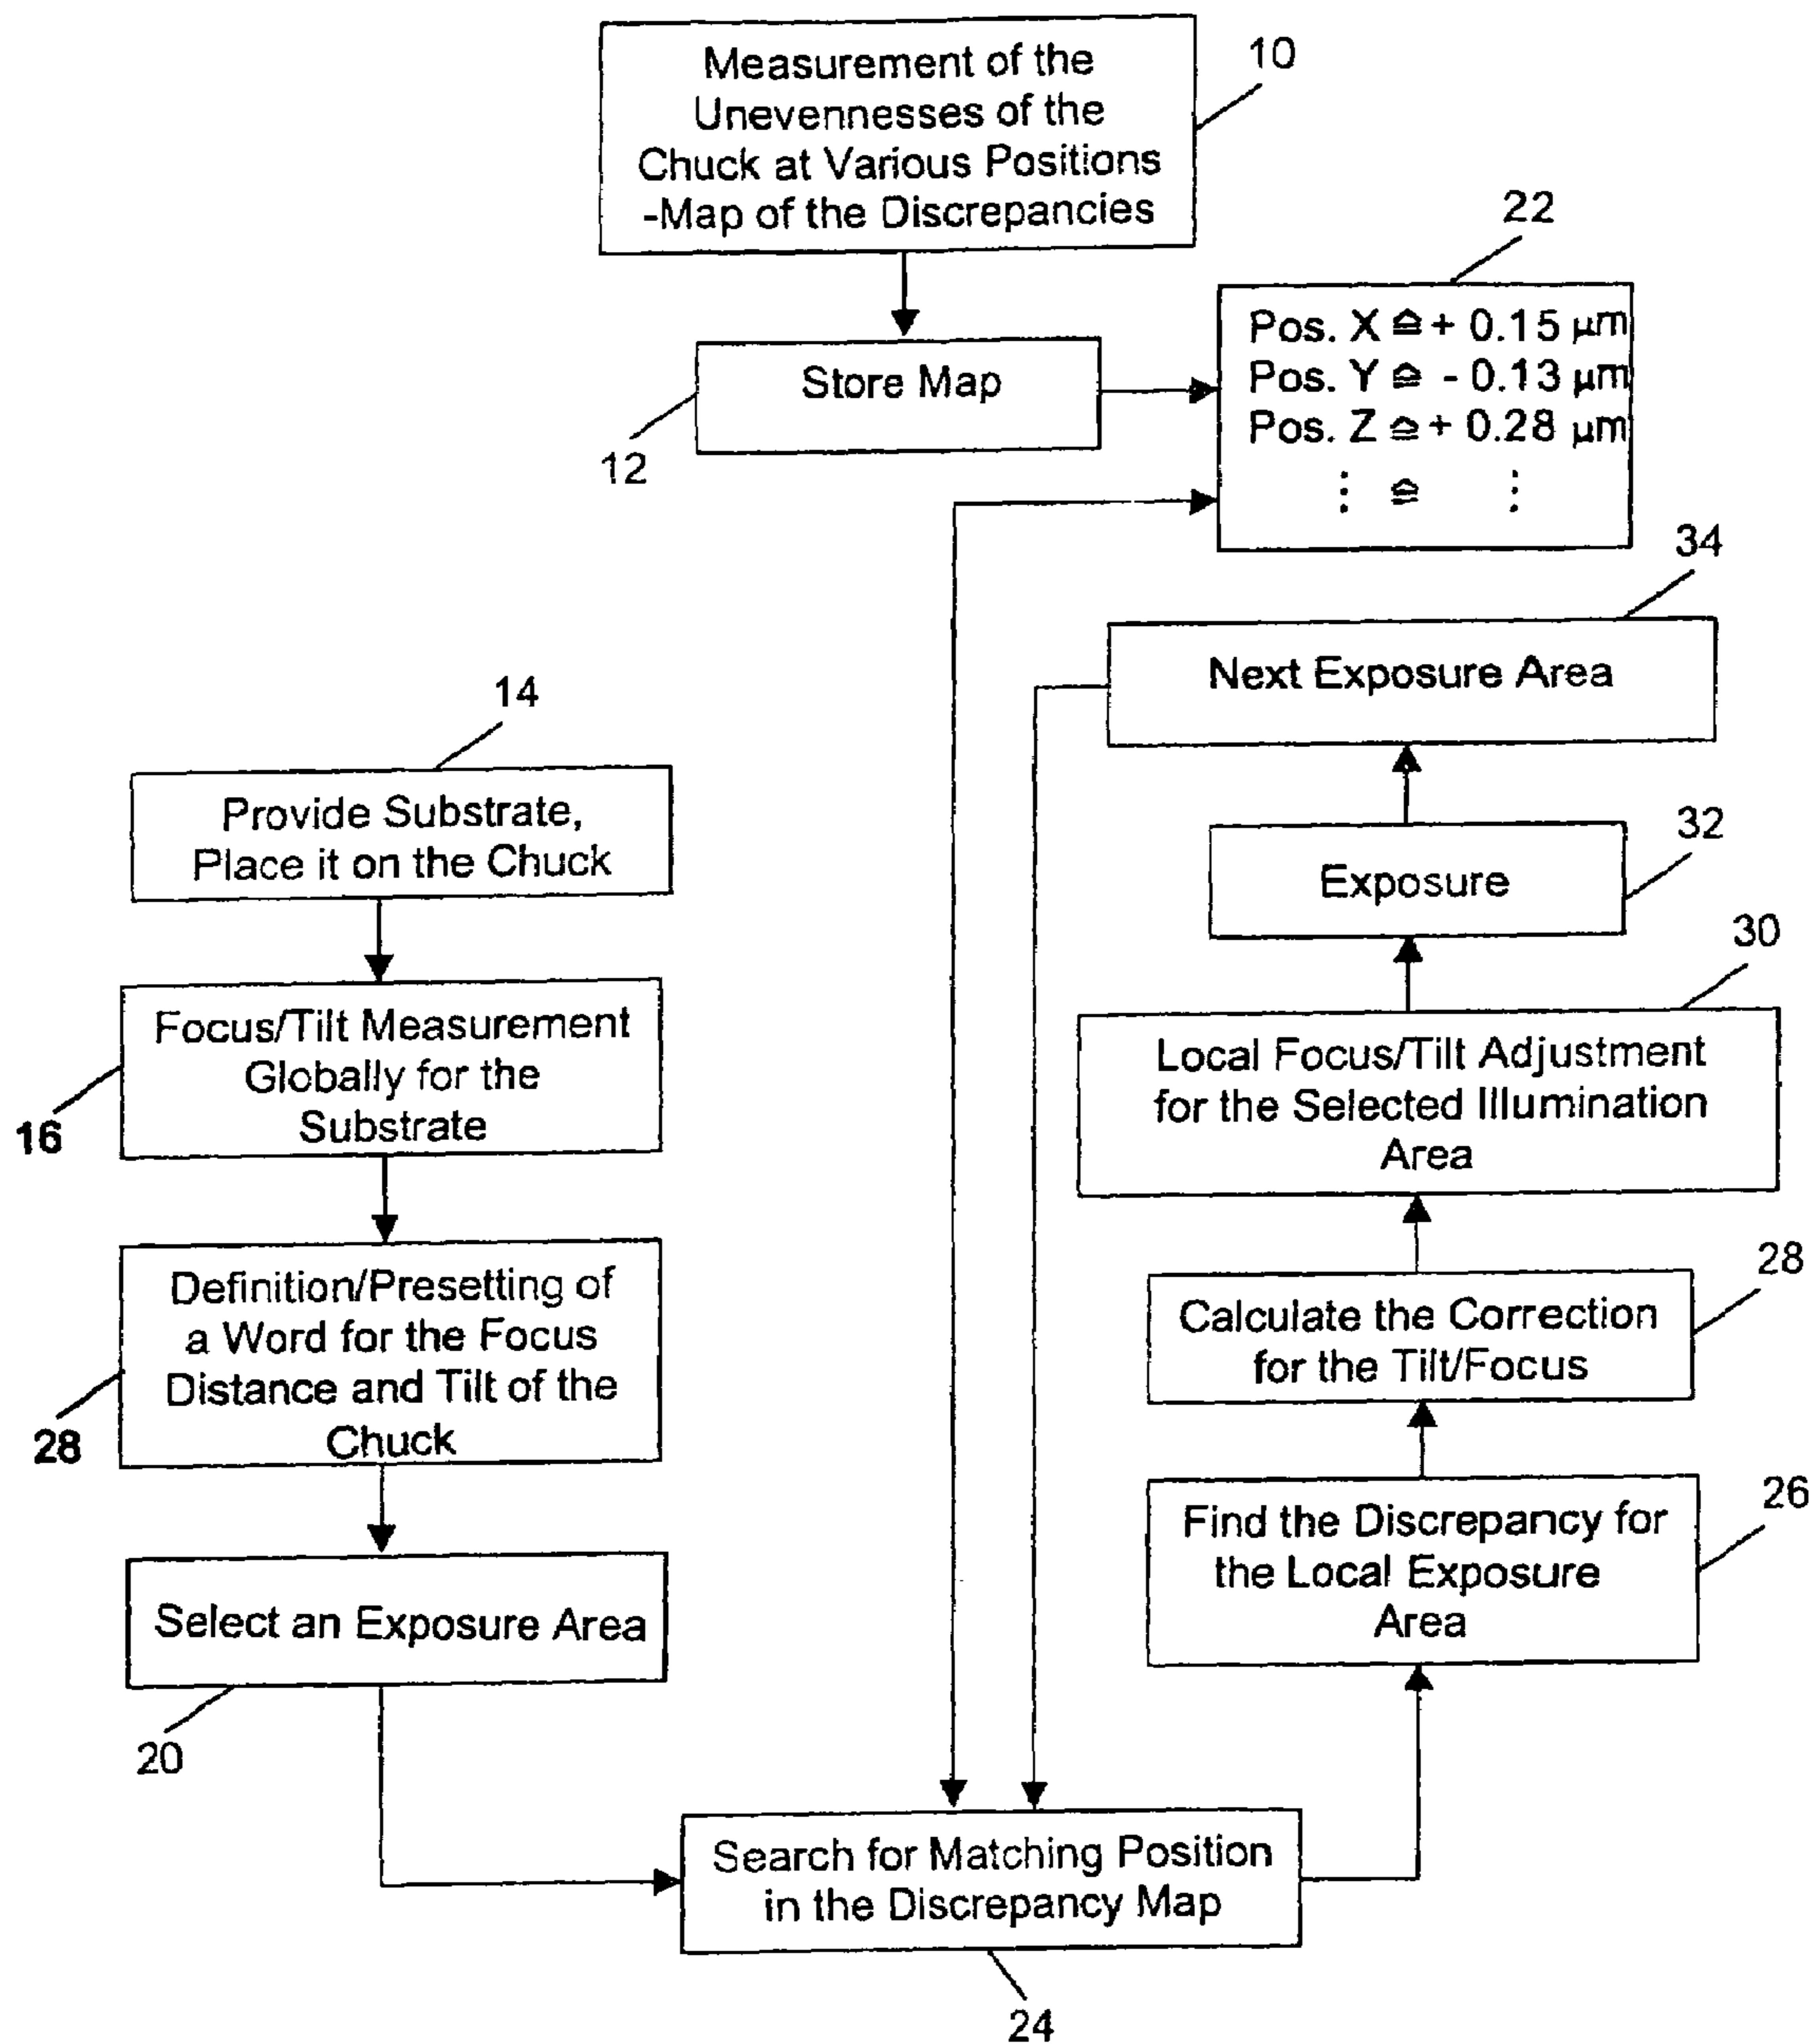 Measurement of the
Unevennesses of the
Chuck at Various Positions
-Map of the Discrepancies
10
Store Map
12
22
Pos. X ≙ + 0.15 µm
Pos. Y ≙ - 0.13 µm
Pos. Z ≙ + 0.28 µm
⋮ ≙ ⋮
34
Next Exposure Area
14
Provide Substrate,
Place it on the Chuck
32
Exposure
16
Focus/Tilt Measurement
Globally for the
Substrate
30
Local Focus/Tilt Adjustment
for the Selected Illumination
Area
28
Definition/Presetting of
a Word for the Focus
Distance and Tilt of the
Chuck
28
Calculate the Correction
for the Tilt/Focus
26
Find the Discrepancy for
the Local Exposure
Area
Select an Exposure Area
20
Search for Matching Position
in the Discrepancy Map
24